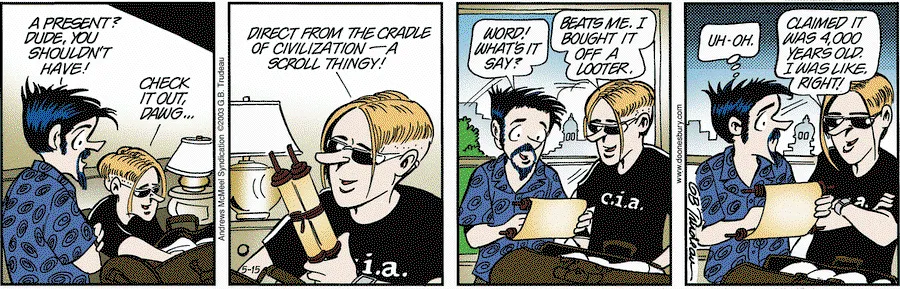 A PRESENT?
DUDE, YOU
SHOULDN'T
HAVE!
CHECK
IT OUT,
DAWG...
Andrews McMeel Syndication ©2003 G.B. Trudeau
DIRECT FROM THE CRADLE
OF CIVILIZATION — A
SCROLL THINGY!
5-15
c.i.a.
WORD!
WHAT'S IT
SAY?
BEATS ME. I
BOUGHT IT
OFF A
LOOTER.
c.i.a.
www.doonesbury.com
UH-OH.
CLAIMED IT
WAS 4,000
YEARS OLD.
I WAS LIKE,
RIGHT!
c.i.a.
GB Trudeau